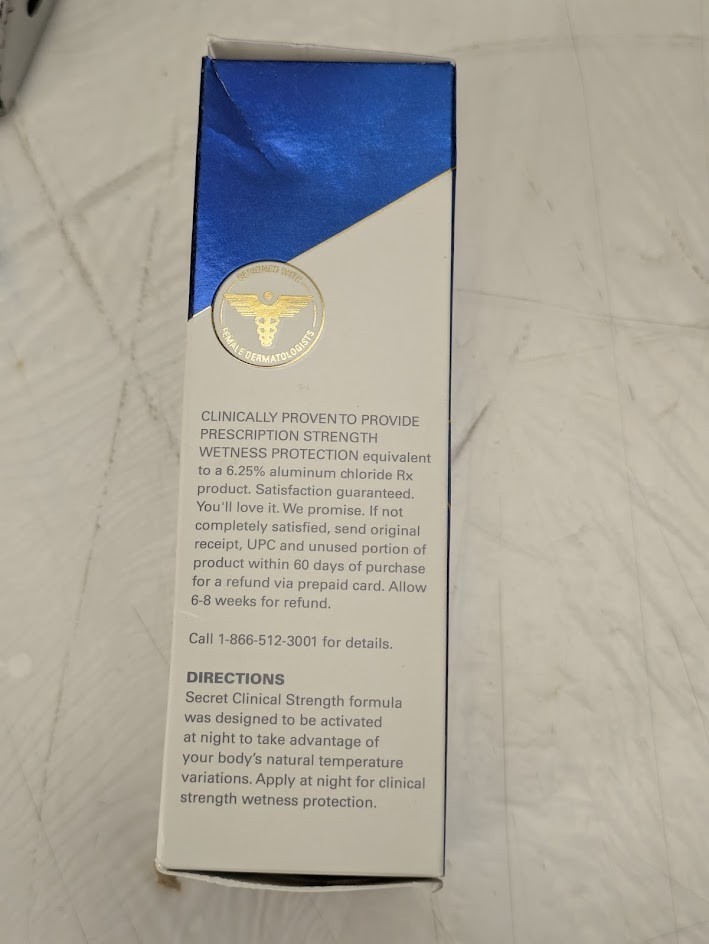 DESIGNED WITH
FEMALE DERMATOLOGISTS
CLINICALLY PROVEN TO PROVIDE
PRESCRIPTION STRENGTH
WETNESS PROTECTION equivalent
to a 6.25% aluminum chloride Rx
product. Satisfaction guaranteed.
You'll love it. We promise. If not
completely satisfied, send original
receipt, UPC and unused portion of
product within 60 days of purchase
for a refund via prepaid card. Allow
6-8 weeks for refund.
Call 1-866-512-3001 for details.
DIRECTIONS
Secret Clinical Strength formula
was designed to be activated
at night to take advantage of
your body's natural temperature
variations. Apply at night for clinical
strength wetness protection.